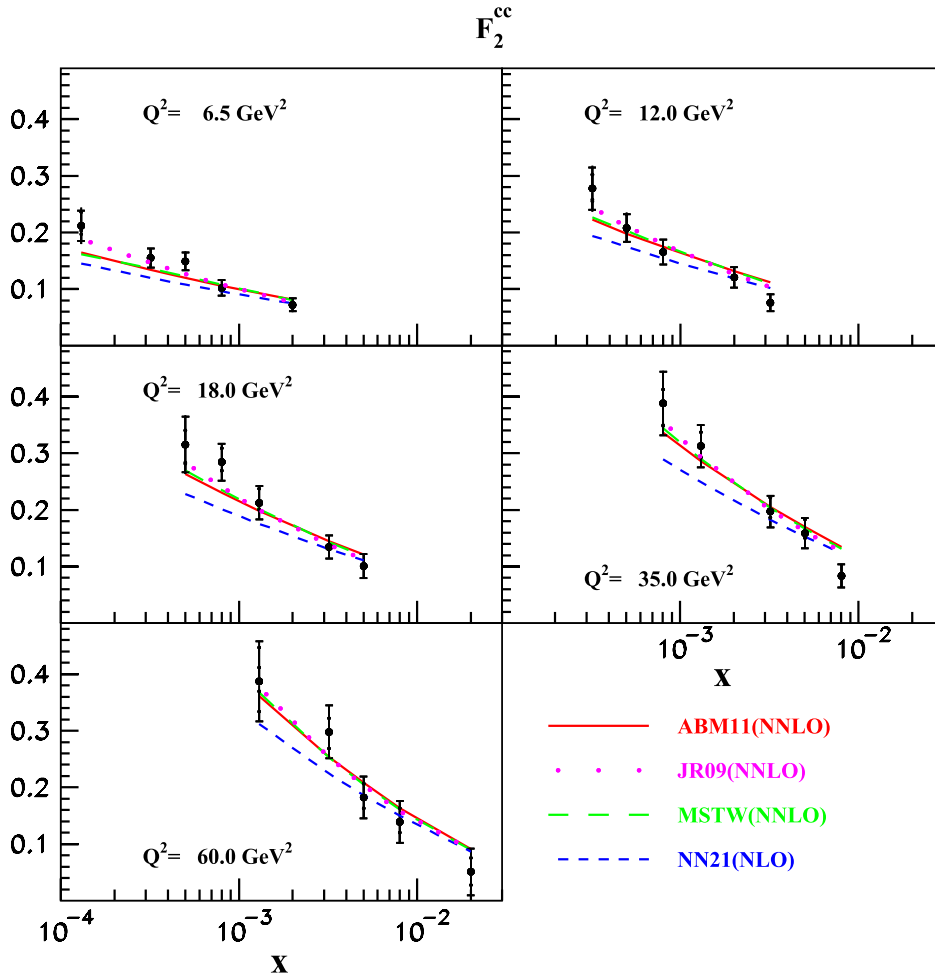 F₂ᶜᶜ
Q²= 6.5 GeV²
Q²= 12.0 GeV²
0.4
0.3
0.2
0.1
Q²= 18.0 GeV²
Q²= 35.0 GeV²
0.4
0.3
0.2
0.1
10⁻³ 10⁻²
x
Q²= 60.0 GeV²
0.4
0.3
0.2
0.1
10⁻⁴ 10⁻³ 10⁻²
x
ABM11(NNLO)
JR09(NNLO)
MSTW(NNLO)
NN21(NLO)